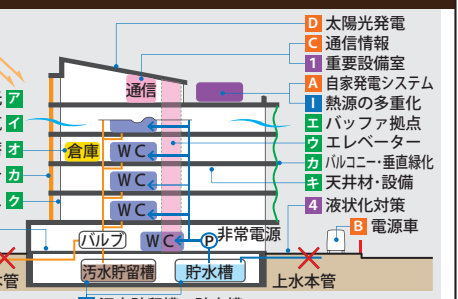 D 太陽光発電
C 通信情報
1 重要設備室
A 自家発電システム
I 熱源の多重化
エ バッファ拠点
ウ エレベーター
カ バルコニー・垂直緑化
キ 天井材・設備
4 液状化対策
B 電源車
ア
イ
オ
カ
ク
通信
倉庫
WC
WC
WC
WC
バルブ
P
非常電源
汚水貯留槽
貯水槽
上水本管
本管